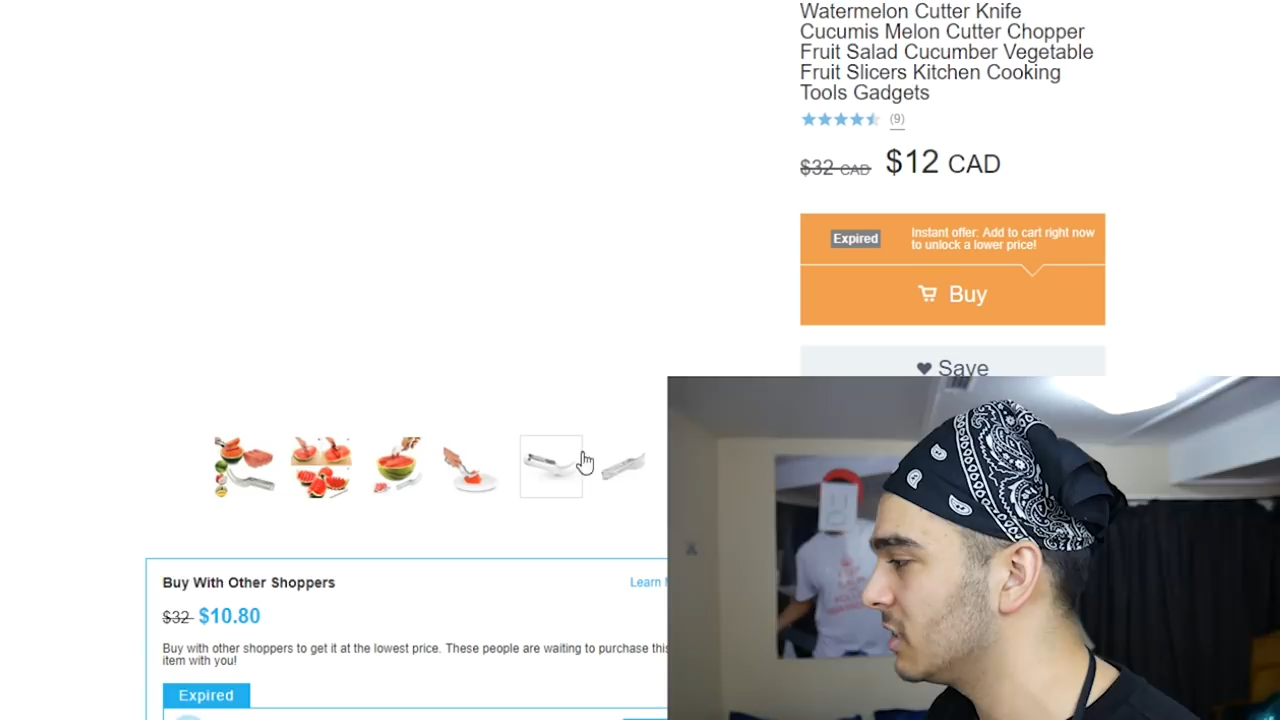 Watermelon Cutter Knife
Cucumis Melon Cutter Chopper
Fruit Salad Cucumber Vegetable
Fruit Slicers Kitchen Cooking
Tools Gadgets
(9)
$32 CAD $12 CAD
Expired
Instant offer: Add to cart right now
to unlock a lower price!
Buy
Save
Buy With Other Shoppers
Learn
$32 $10.80
Buy with other shoppers to get it at the lowest price. These people are waiting to purchase this
item with you!
Expired